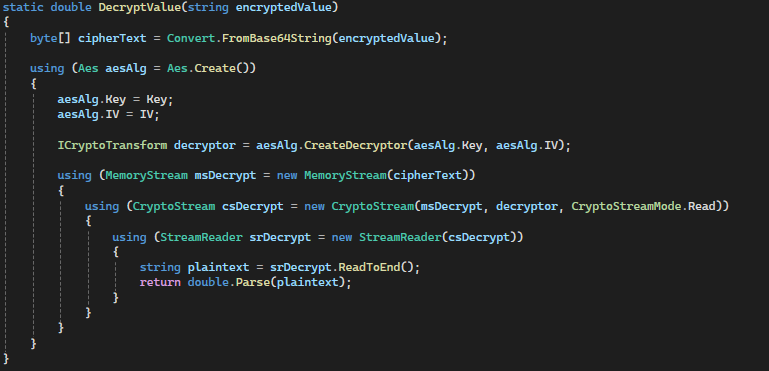 static double DecryptValue(string encryptedValue)
{
    byte[] cipherText = Convert.FromBase64String(encryptedValue);

    using (Aes aesAlg = Aes.Create())
    {
        aesAlg.Key = Key;
        aesAlg.IV = IV;

        ICryptoTransform decryptor = aesAlg.CreateDecryptor(aesAlg.Key, aesAlg.IV);

        using (MemoryStream msDecrypt = new MemoryStream(cipherText))
        {
            using (CryptoStream csDecrypt = new CryptoStream(msDecrypt, decryptor, CryptoStreamMode.Read))
            {
                using (StreamReader srDecrypt = new StreamReader(csDecrypt))
                {
                    string plaintext = srDecrypt.ReadToEnd();
                    return double.Parse(plaintext);
                }
            }
        }
    }
}